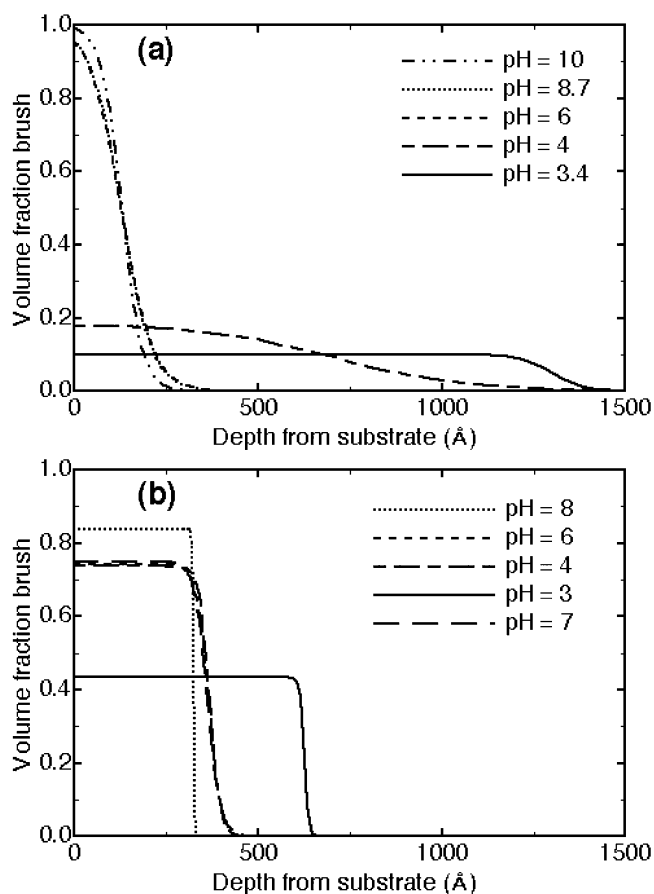 1.0
(a)
pH = 10
pH = 8.7
pH = 6
pH = 4
pH = 3.4
0.8
0.6
0.4
0.2
0.0
Volume fraction brush
0
500
1000
1500
Depth from substrate (Å)
1.0
(b)
pH = 8
pH = 6
pH = 4
pH = 3
pH = 7
0.8
0.6
0.4
0.2
0.0
Volume fraction brush
0
500
1000
1500
Depth from substrate (Å)